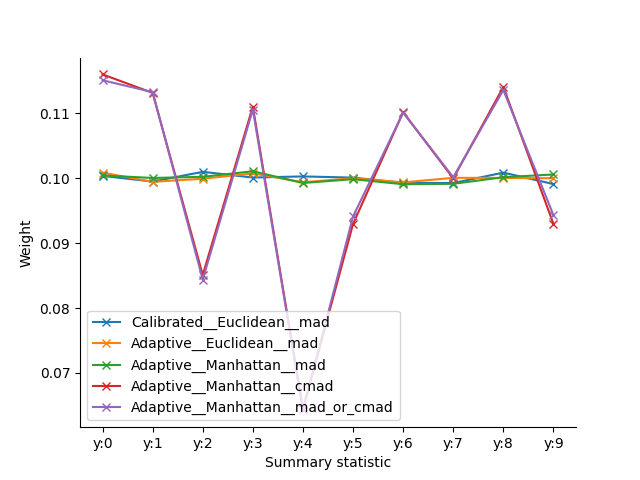 0.11
0.10
0.09
0.08
0.07
Weight
Calibrated__Euclidean__mad
Adaptive__Euclidean__mad
Adaptive__Manhattan__mad
Adaptive__Manhattan__cmad
Adaptive__Manhattan__mad_or_cmad
y:0 y:1 y:2 y:3 y:4 y:5 y:6 y:7 y:8 y:9
Summary statistic